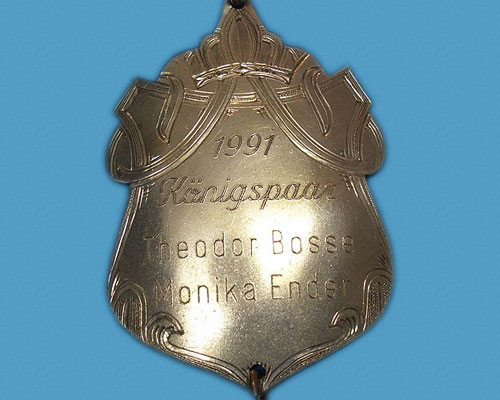 1991
Königspaar
Theodor Bosse
Monika Ender